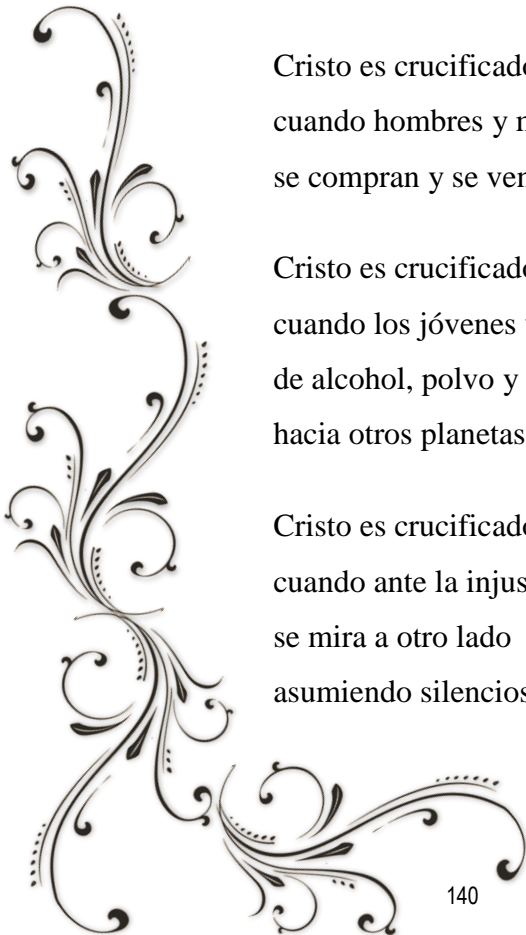 Cristo es crucificado
cuando hombres y
se compran y se
Cristo es crucificado
cuando los jóvenes
de alcohol, polvo y
hacia otros planetas
Cristo es crucificado
cuando ante la
se mira a otro lado
asumiendo silencios
140